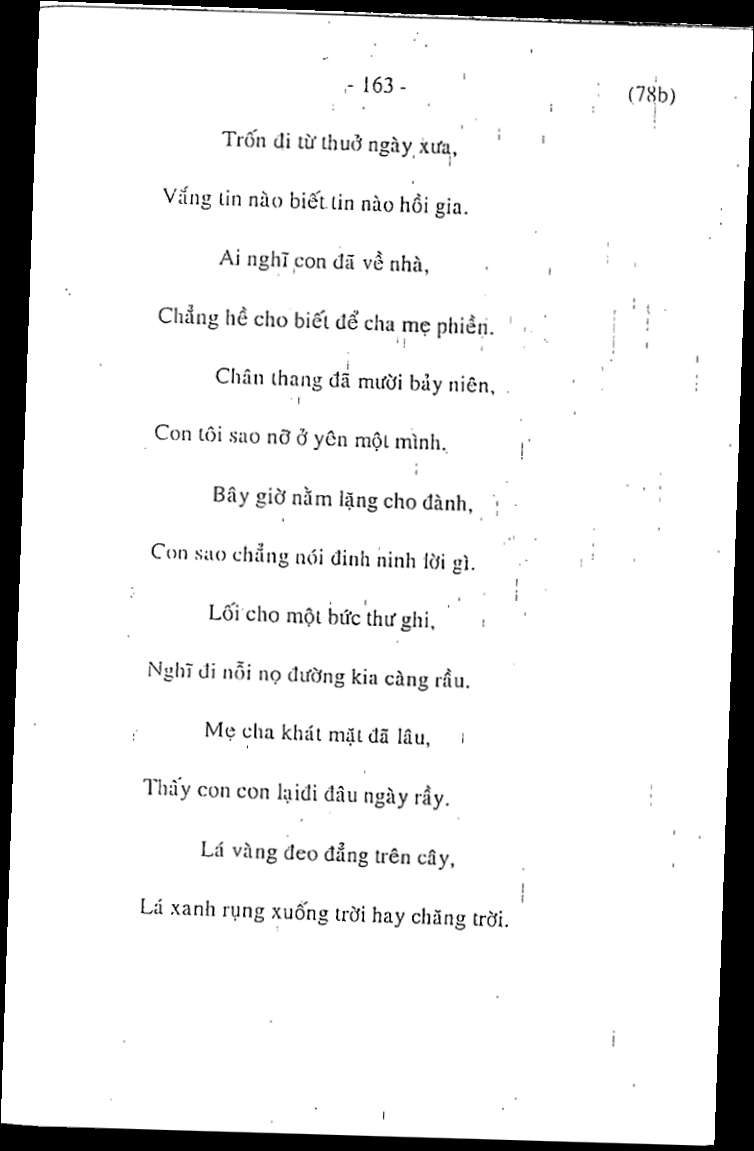 - 163 -
(78b)
Trốn đi từ thuở ngày xưa,
Vắng tin nào biết tin nào hồi gia.
Ai nghĩ con đã về nhà,
Chẳng hề cho biết để cha mẹ phiền.
Chân thang đã mười bảy niên,
Con tôi sao nỡ ở yên một mình.
Bây giờ nằm lặng cho đành,
Con sao chẳng nói đinh ninh lời gì.
Lối cho một bức thư ghi,
Nghĩ đi nỗi nọ đường kia càng rầu.
Mẹ cha khát mặt đã lâu,
Thấy con con lạiđi đâu ngày rầy.
Lá vàng đeo đẳng trên cây,
Lá xanh rụng xuống trời hay chăng trời.